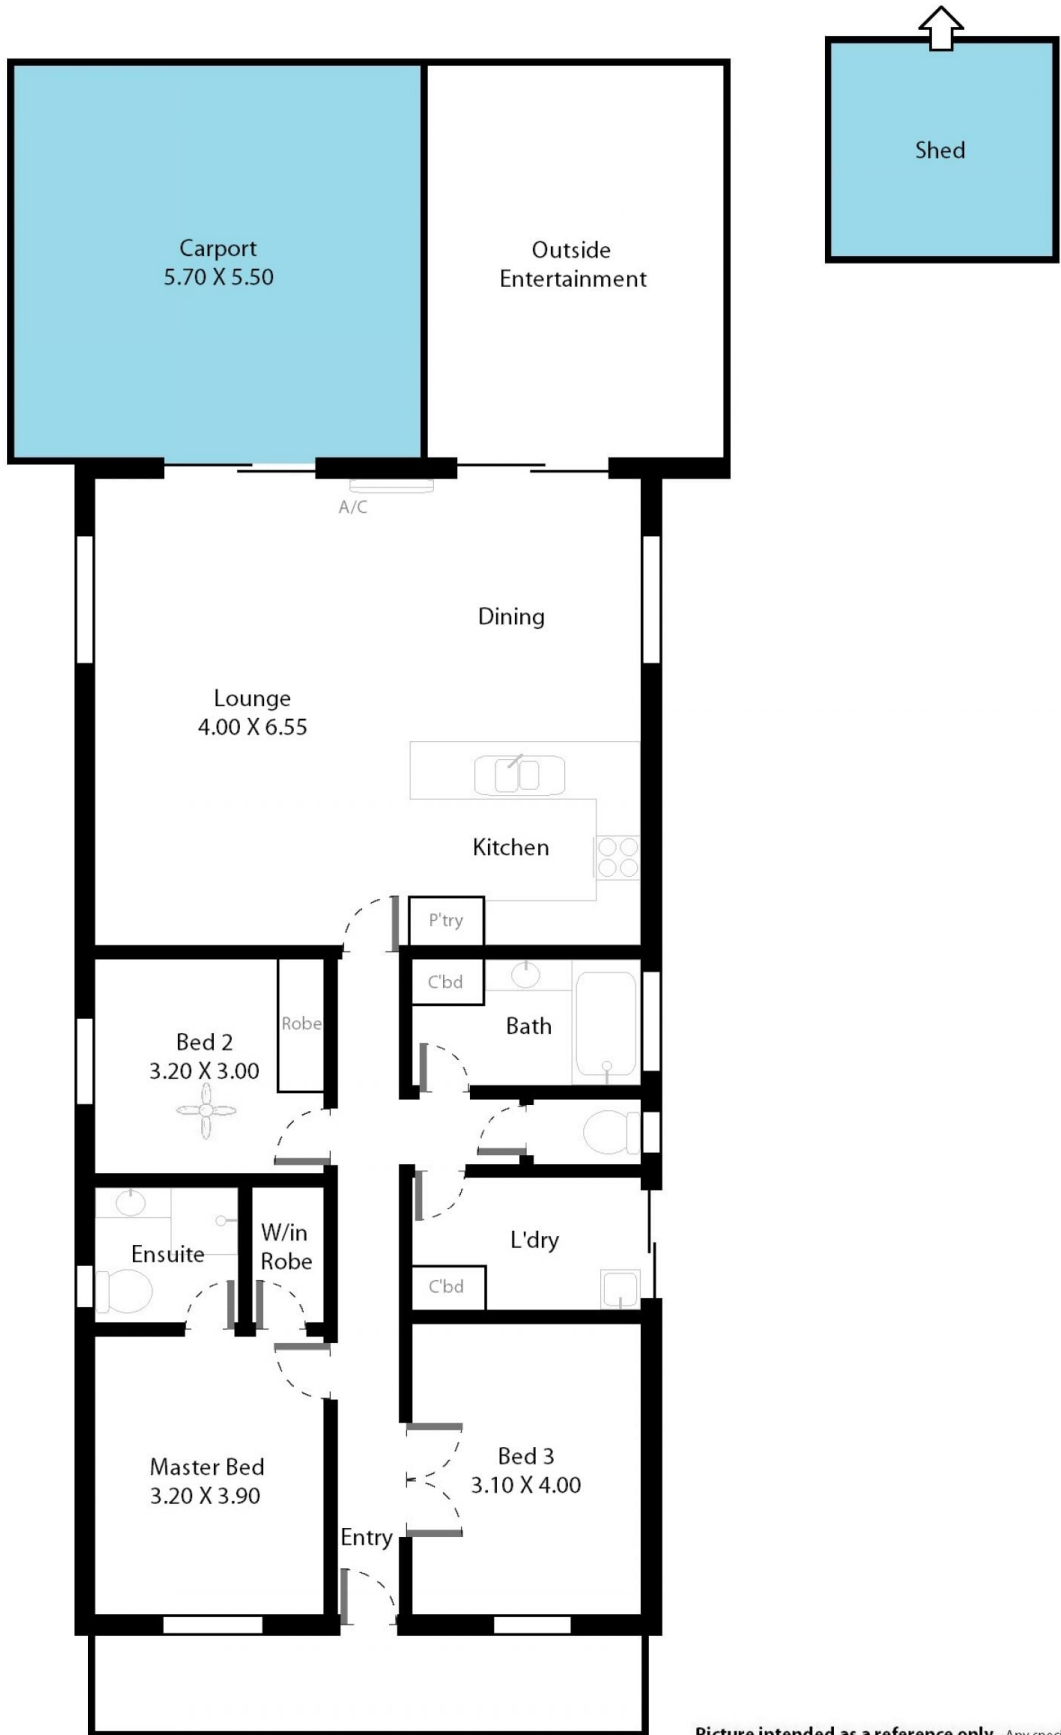 Shed
Carport
5.70 X 5.50
Outside
Entertainment
A/C
Dining
Lounge
4.00 X 6.55
Kitchen
P'try
C'bd
Robe
Bath
Bed 2
3.20 X 3.00
W/in
Robe
Ensuite
L'dry
C'bd
Master Bed
3.20 X 3.90
Bed 3
3.10 X 4.00
Entry
Picture intended as a reference only. Any